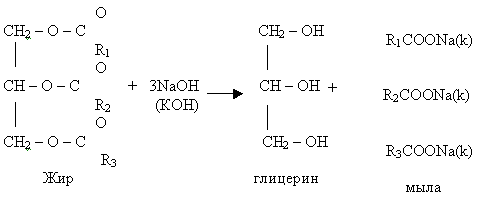 O
CH₂ – O – C CH₂ – OH R₁COONa(k)
R₁
O
CH – O – C + 3NaOH CH – OH + R₂COONa(k)
R₂ (KOH)
O
CH₂ – O – C CH₂ – OH R₃COONa(k)
R₃
Жир глицерин мыла